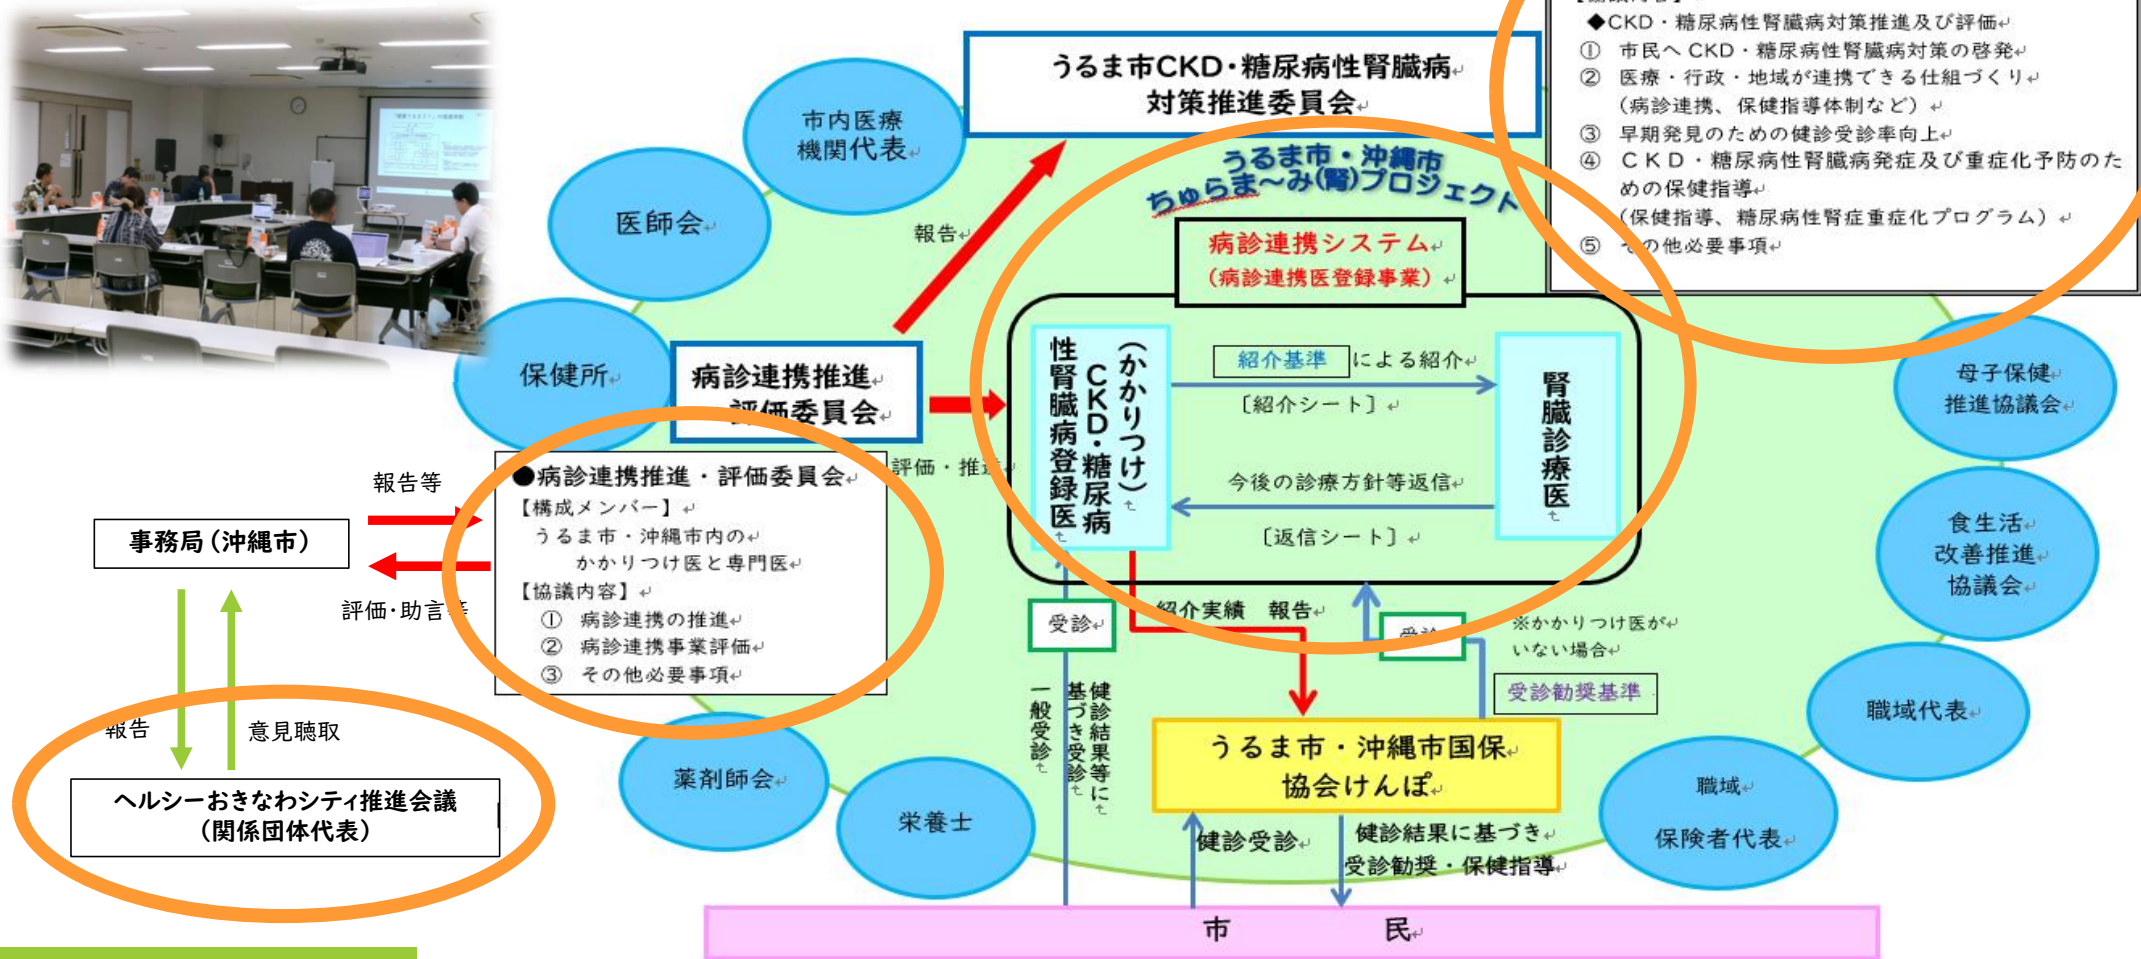 ◆CKD・糖尿病性腎臓病対策推進及び評価
① 市民へCKD・糖尿病性腎臓病対策の啓発
② 医療・行政・地域が連携できる仕組づくり
（病診連携、保健指導体制など）
③ 早期発見のための健診受診率向上
④ CKD・糖尿病性腎臓病発症及び重症化予防のた
めの保健指導
（保健指導、糖尿病性腎症重症化プログラム）
⑤ その他必要事項
うるま市CKD・糖尿病性腎臓病
対策推進委員会
市内医療
機関代表
医師会
保健所
報告
うるま市・沖縄市
ちゅらま～み(腎)プロジェクト
病診連携システム
（病診連携医登録事業）
病診連携推進
評価委員会
評価・推進
（かかりつけ）
CKD・糖尿病
性腎臓病登録医
紹介基準 による紹介
〔紹介シート〕
今後の診療方針等返信
〔返信シート〕
腎臓診療医
母子保健
推進協議会
食生活
改善推進
協議会
職域代表
職域
保険者代表
●病診連携推進・評価委員会
【構成メンバー】
うるま市・沖縄市内の
かかりつけ医と専門医
【協議内容】
① 病診連携の推進
② 病診連携事業評価
③ その他必要事項
報告等
事務局（沖縄市）
評価・助言等
報告
意見聴取
ヘルシーおきなわシティ推進会議
（関係団体代表）
受診
紹介実績 報告
受診
※かかりつけ医が
いない場合
受診勧奨基準
健診結果等に
基づき受診
一般受診
うるま市・沖縄市国保
協会けんぽ
薬剤師会
栄養士
健診受診
健診結果に基づき
受診勧奨・保健指導
市 民